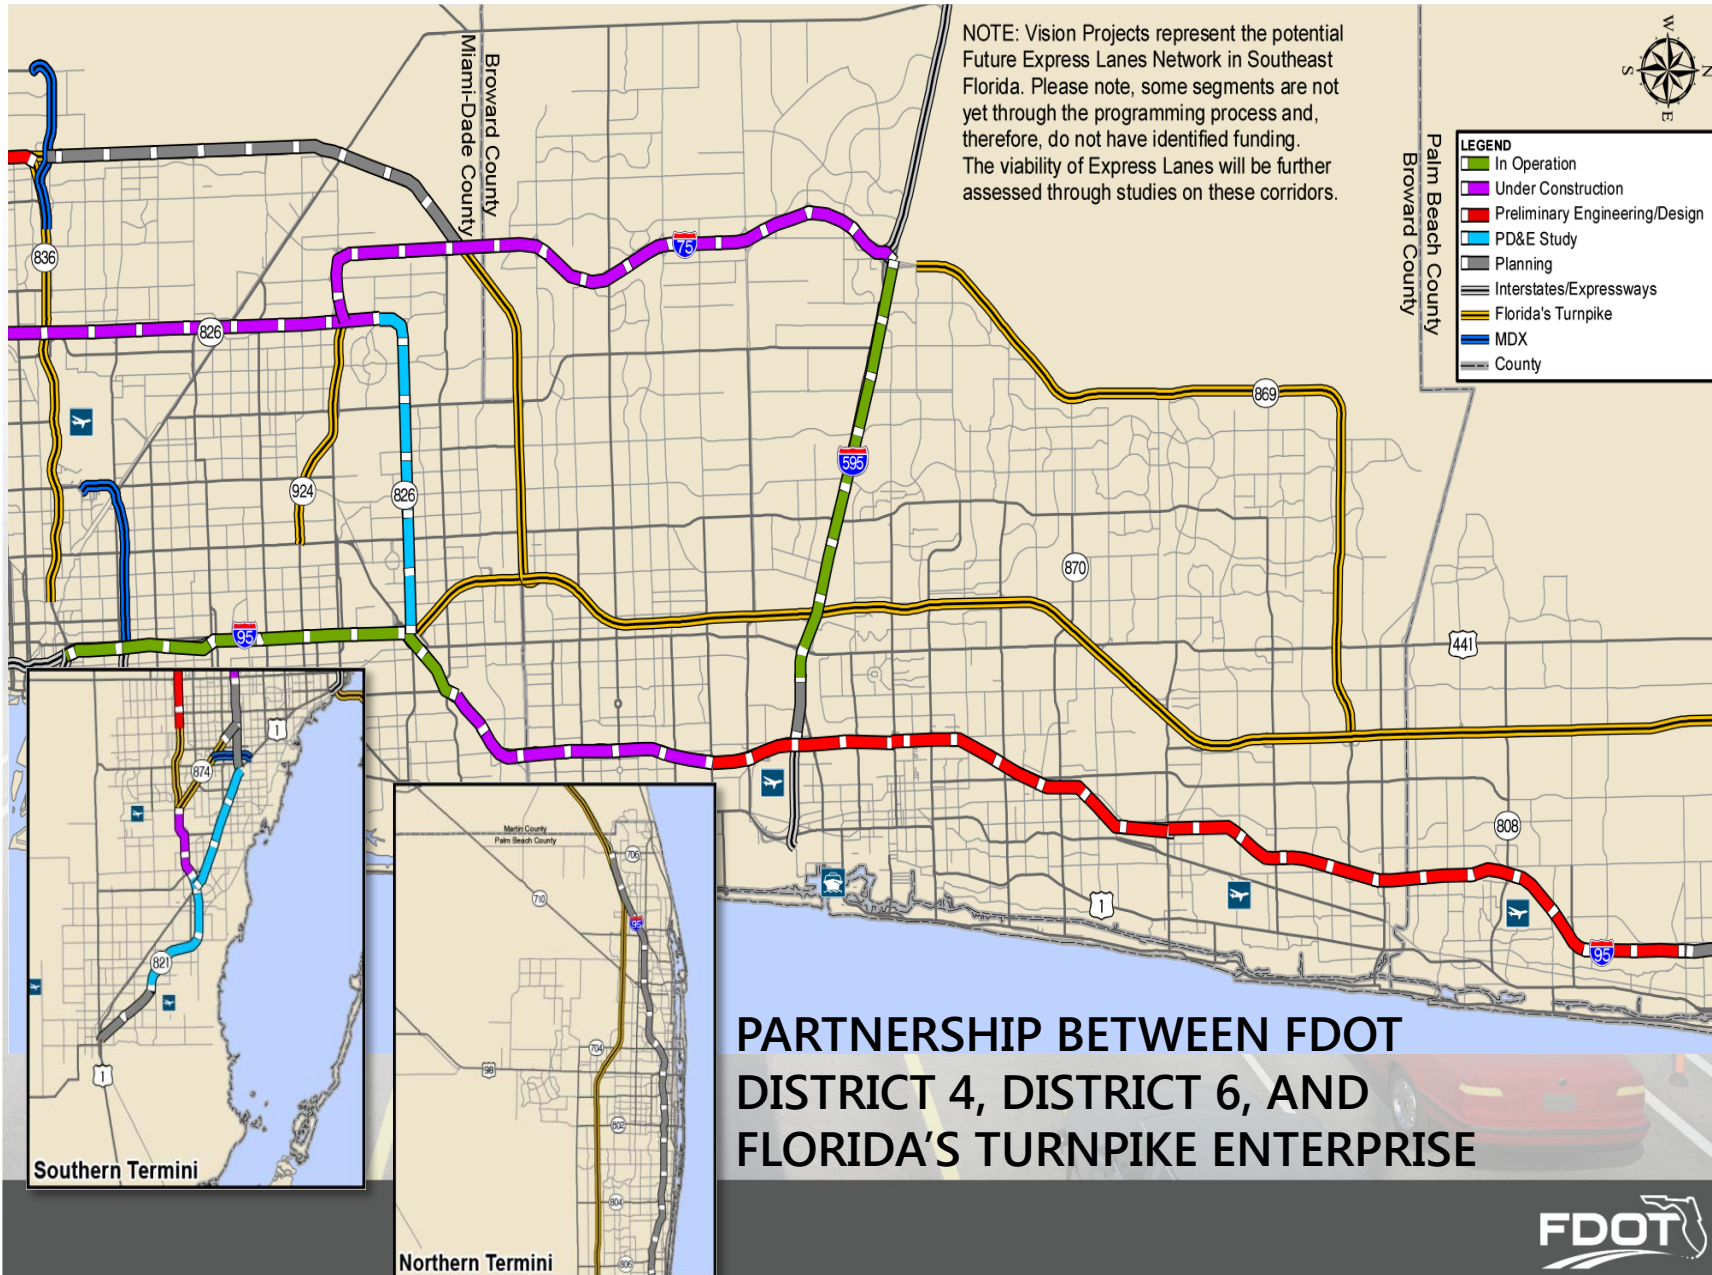 NOTE: Vision Projects represent the potential
Future Express Lanes Network in Southeast
Florida. Please note, some segments are not
yet through the programming process and,
therefore, do not have identified funding.
The viability of Express Lanes will be further
assessed through studies on these corridors.
W
S
N
E
Broward County
Miami-Dade County
Palm Beach County
Broward County
LEGEND
In Operation
Under Construction
Preliminary Engineering/Design
PD&E Study
Planning
Interstates/Expressways
Florida's Turnpike
MDX
County
836
75
826
869
595
924
826
870
95
441
808
1
95
1
874
821
1
Southern Termini
Martin County
Palm Beach County
706
710
95
704
98
802
804
806
Northern Termini
PARTNERSHIP BETWEEN FDOT
DISTRICT 4, DISTRICT 6, AND
FLORIDA'S TURNPIKE ENTERPRISE
FDOT